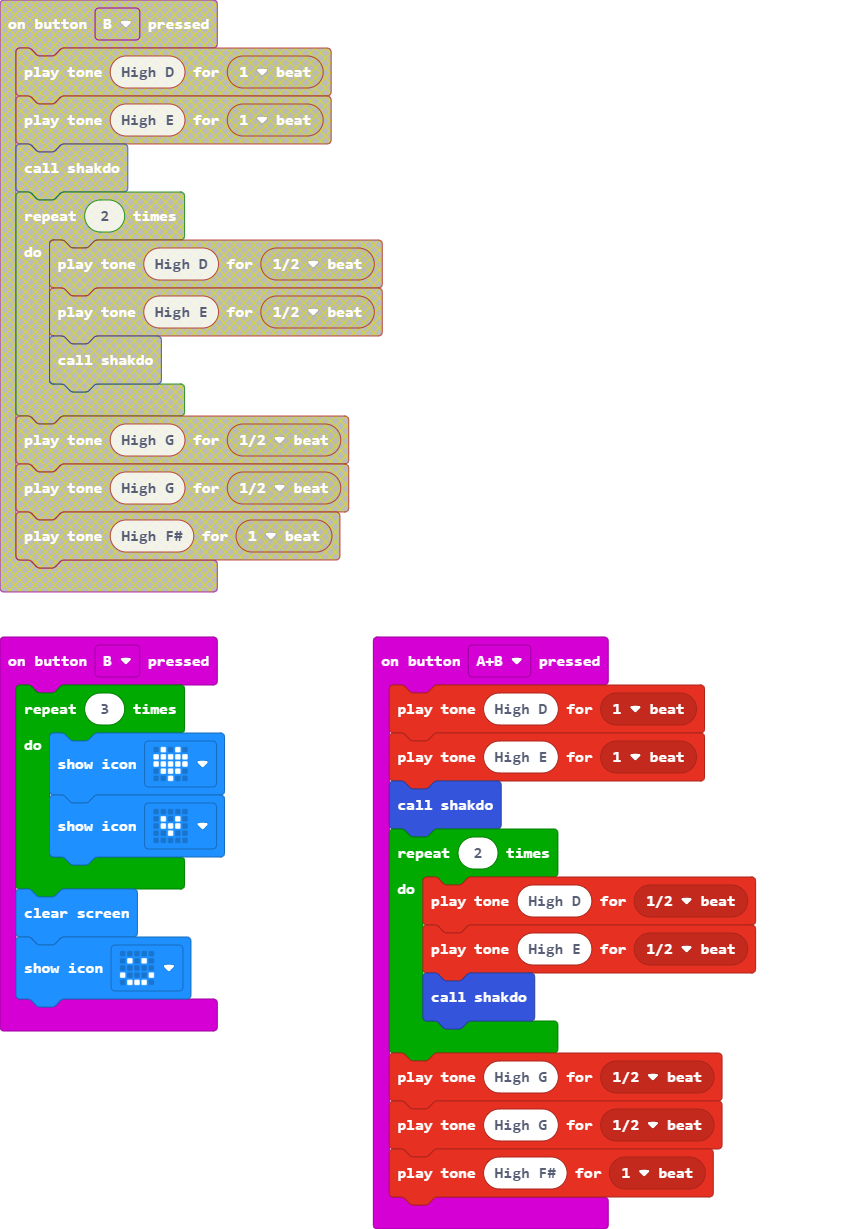 on button B pressed
play tone High D for 1 beat
play tone High E for 1 beat
call shakdo
repeat 2 times
do
play tone High D for 1/2 beat
play tone High E for 1/2 beat
call shakdo
play tone High G for 1/2 beat
play tone High G for 1/2 beat
play tone High F# for 1 beat
on button B pressed
repeat 3 times
do
show icon
show icon
clear screen
show icon
on button A+B pressed
play tone High D for 1 beat
play tone High E for 1 beat
call shakdo
repeat 2 times
do
play tone High D for 1/2 beat
play tone High E for 1/2 beat
call shakdo
play tone High G for 1/2 beat
play tone High G for 1/2 beat
play tone High F# for 1 beat